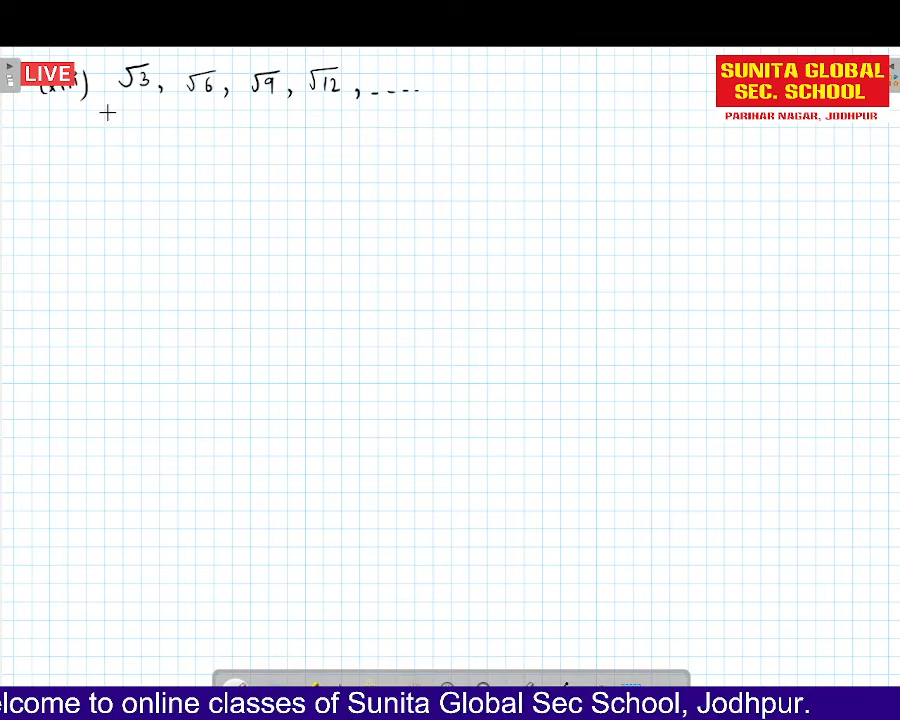 LIVE
(xiii) √3, √6, √9, √12, ....
SUNITA GLOBAL
SEC. SCHOOL
PARIHAR NAGAR, JODHPUR
elcome to online classes of Sunita Global Sec School, Jodhpur.